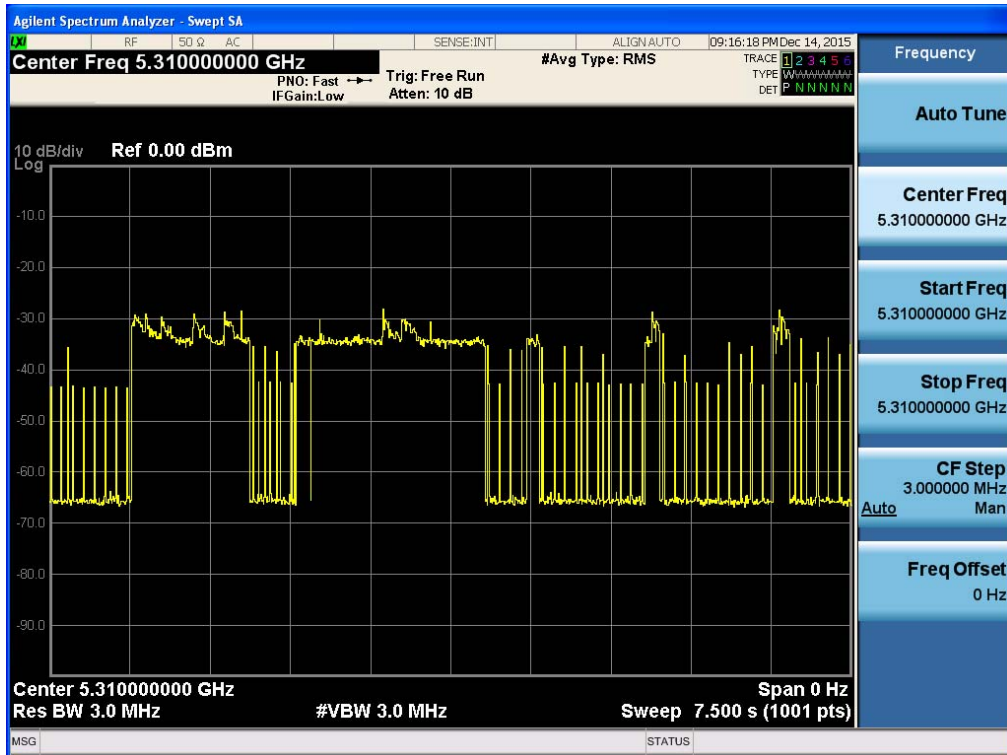 Agilent Spectrum Analyzer - Swept SA
LXI RF 50 Ω AC SENSE:INT ALIGN AUTO 09:16:18 PM Dec 14, 2015
Center Freq 5.310000000 GHz #Avg Type: RMS TRACE 1 2 3 4 5 6
PNO: Fast Trig: Free Run TYPE W
IFGain:Low Atten: 10 dB DET P N N N N N
10 dB/div Ref 0.00 dBm
Log
-10.0
-20.0
-30.0
-40.0
-50.0
-60.0
-70.0
-80.0
-90.0
Center 5.310000000 GHz Span 0 Hz
Res BW 3.0 MHz #VBW 3.0 MHz Sweep 7.500 s (1001 pts)
MSG STATUS
Frequency
Auto Tune
Center Freq
5.310000000 GHz
Start Freq
5.310000000 GHz
Stop Freq
5.310000000 GHz
CF Step
3.000000 MHz
Auto Man
Freq Offset
0 Hz